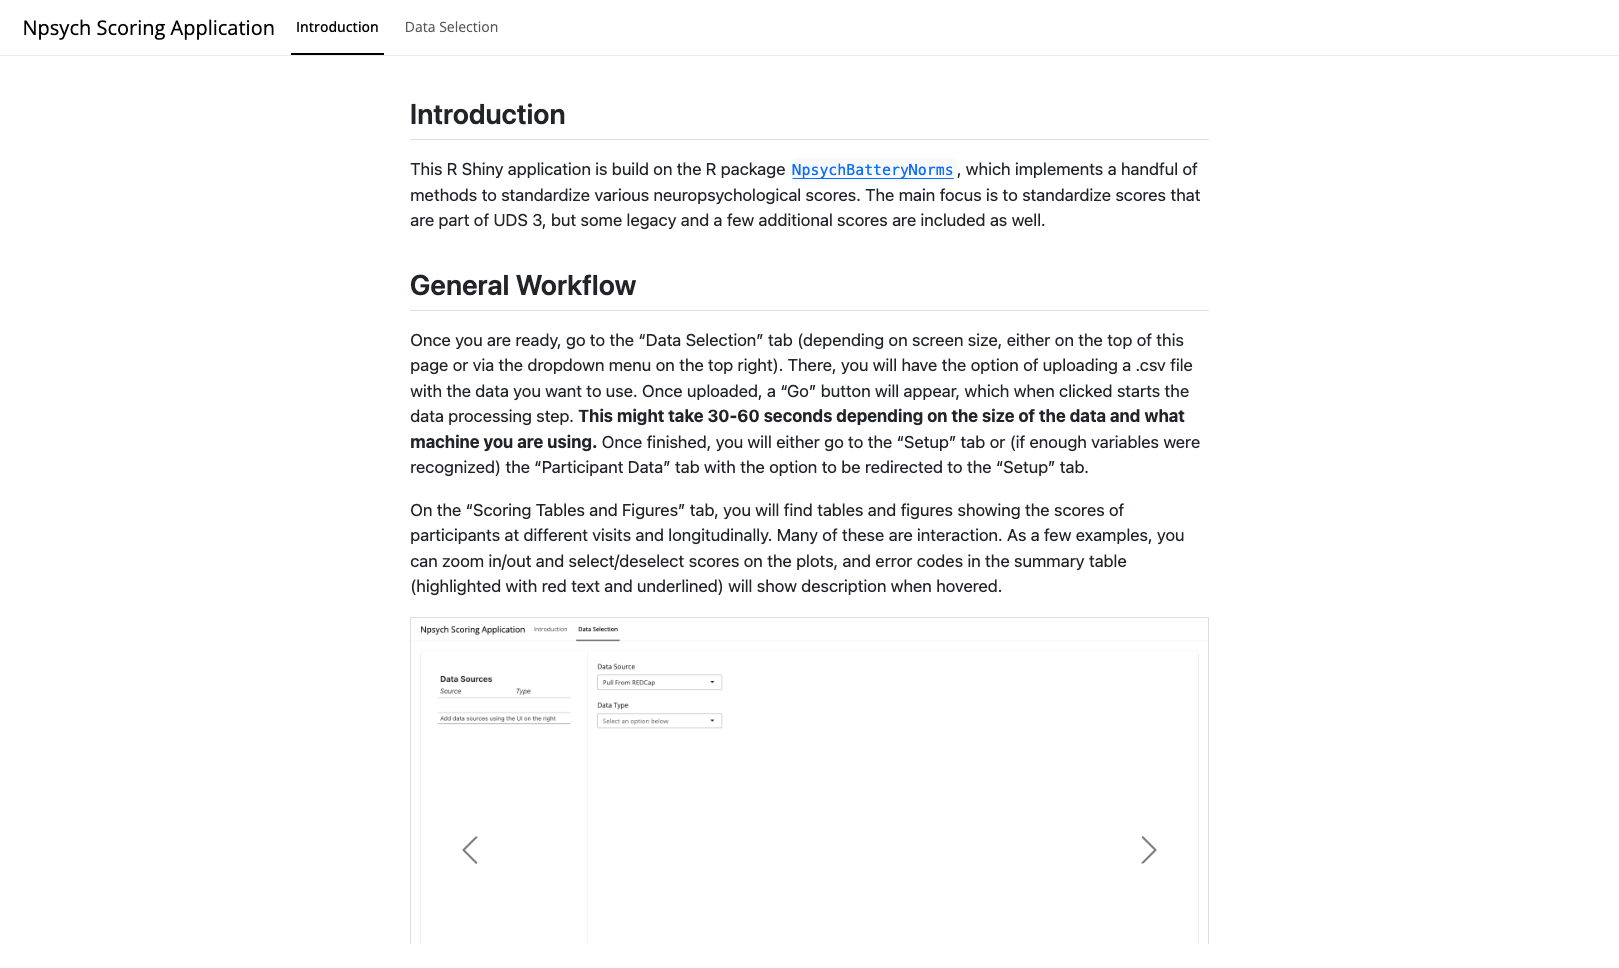 Npsych Scoring Application Introduction Data Selection
Introduction
This R Shiny application is build on the R package NpsychBatteryNorms, which implements a handful of
methods to standardize various neuropsychological scores. The main focus is to standardize scores that
are part of UDS 3, but some legacy and a few additional scores are included as well.
General Workflow
Once you are ready, go to the “Data Selection” tab (depending on screen size, either on the top of this
page or via the dropdown menu on the top right). There, you will have the option of uploading a .csv file
with the data you want to use. Once uploaded, a “Go” button will appear, which when clicked starts the
data processing step. This might take 30-60 seconds depending on the size of the data and what
machine you are using. Once finished, you will either go to the “Setup” tab or (if enough variables were
recognized) the “Participant Data” tab with the option to be redirected to the “Setup” tab.
On the “Scoring Tables and Figures” tab, you will find tables and figures showing the scores of
participants at different visits and longitudinally. Many of these are interaction. As a few examples, you
can zoom in/out and select/deselect scores on the plots, and error codes in the summary table
(highlighted with red text and underlined) will show description when hovered.
Npsych Scoring Application Introduction Data Selection
Data Sources
Source Type
Add data sources using the UI on the right
Data Source
Pull From REDCap
Data Type
Select an option below